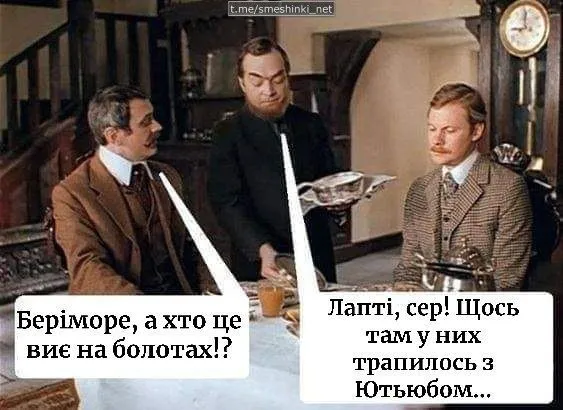 t.me/smeshinki_net
Беріморе, а хто це
виє на болотах!?
Лапті, сер! Щось
там у них
трапилось з
Ютьюбом...